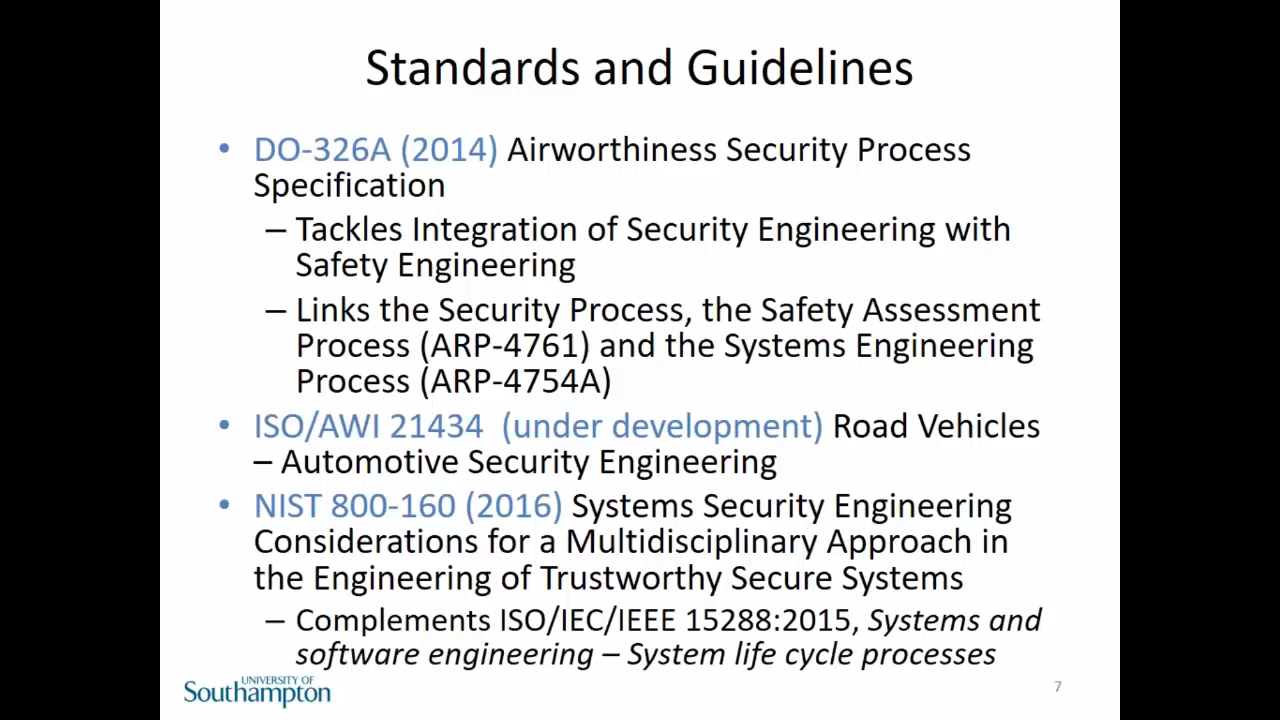 Standards and Guidelines
• DO-326A (2014) Airworthiness Security Process
Specification
– Tackles Integration of Security Engineering with
Safety Engineering
– Links the Security Process, the Safety Assessment
Process (ARP-4761) and the Systems Engineering
Process (ARP-4754A)
• ISO/AWI 21434  (under development) Road Vehicles
– Automotive Security Engineering
• NIST 800-160 (2016) Systems Security Engineering
Considerations for a Multidisciplinary Approach in
the Engineering of Trustworthy Secure Systems
– Complements ISO/IEC/IEEE 15288:2015, Systems and
software engineering – System life cycle processes
UNIVERSITY OF
Southampton
7